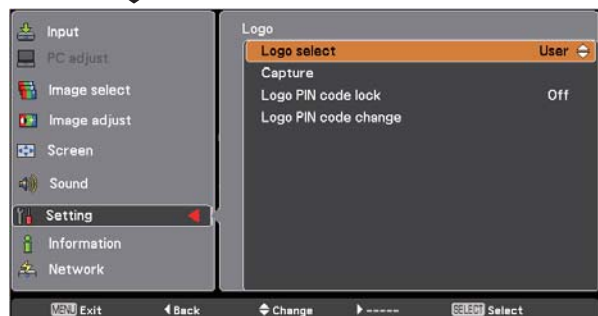 Input
PC adjust
Image select
Image adjust
Screen
Sound
Setting
Information
Network
Logo
Logo select User
Capture
Logo PIN code lock Off
Logo PIN code change
MENU Exit Back Change ----- SELECT Select